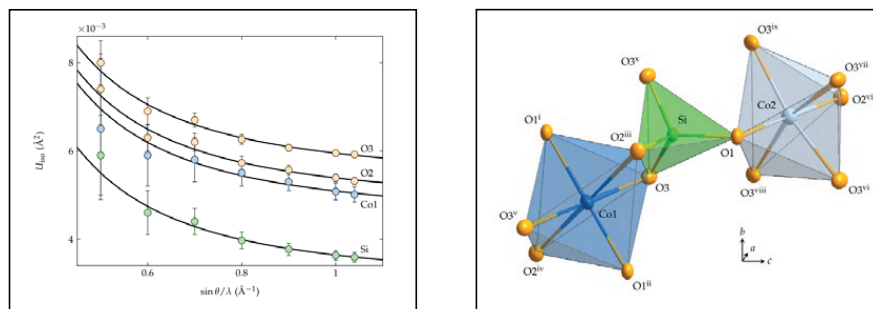 ×10⁻³
8
6
4
U_iso (Å²)
O3
O2
Co1
Si
0.6
0.8
1
sin θ/λ (Å⁻¹)
O3ⁱˣ
O3ˣ
O3ᵛⁱⁱ
Co2
O2ᵛⁱ
Si
O1ⁱ
O2ⁱⁱⁱ
O1
O3
O3ᵛⁱⁱⁱ
O3ᵛⁱ
Co1
O3ᵛ
O2ⁱᵛ
O1ⁱⁱ
b
a
c